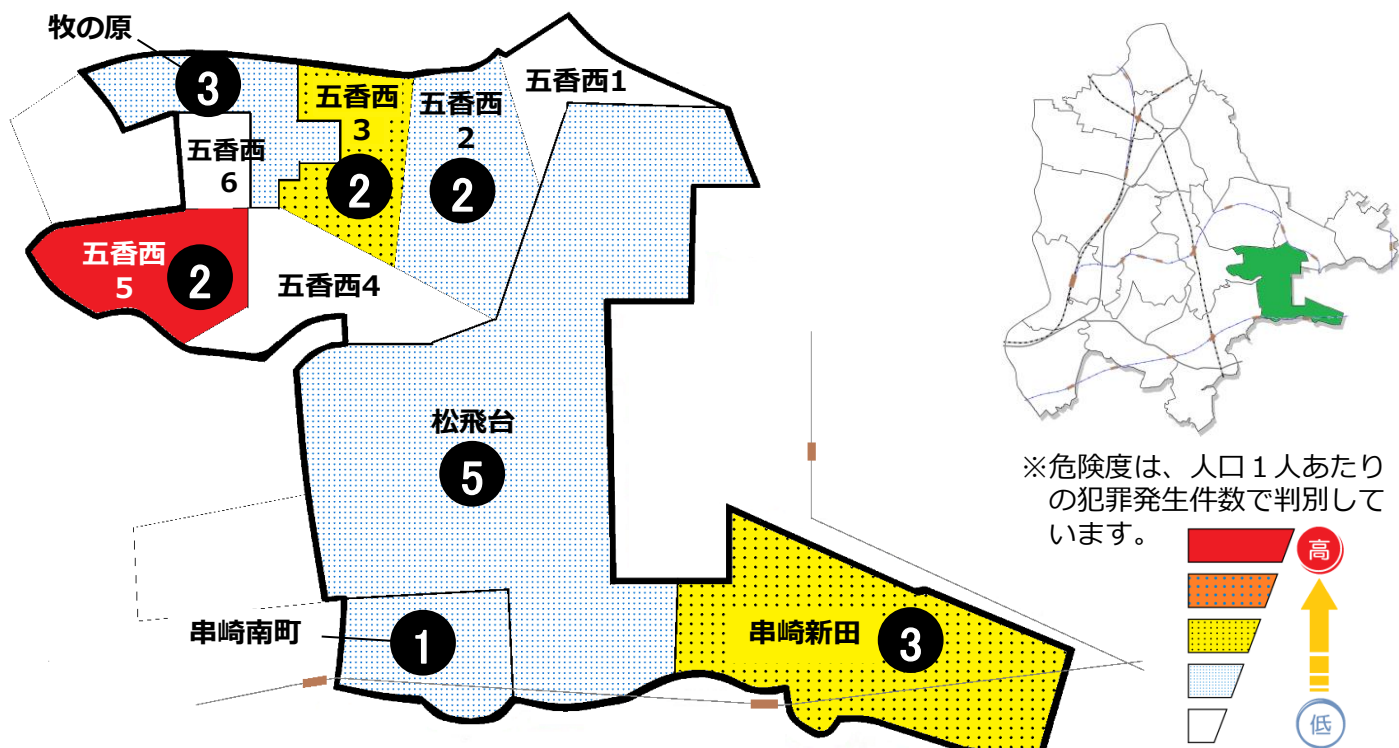 牧の原
3
五香西
3
2
五香西
2
2
五香西1
五香西
6
五香西
5
2
五香西4
松飛台
5
串崎南町
1
串崎新田
3
※危険度は、人口１人あたり
の犯罪発生件数で判別して
います。
高
低